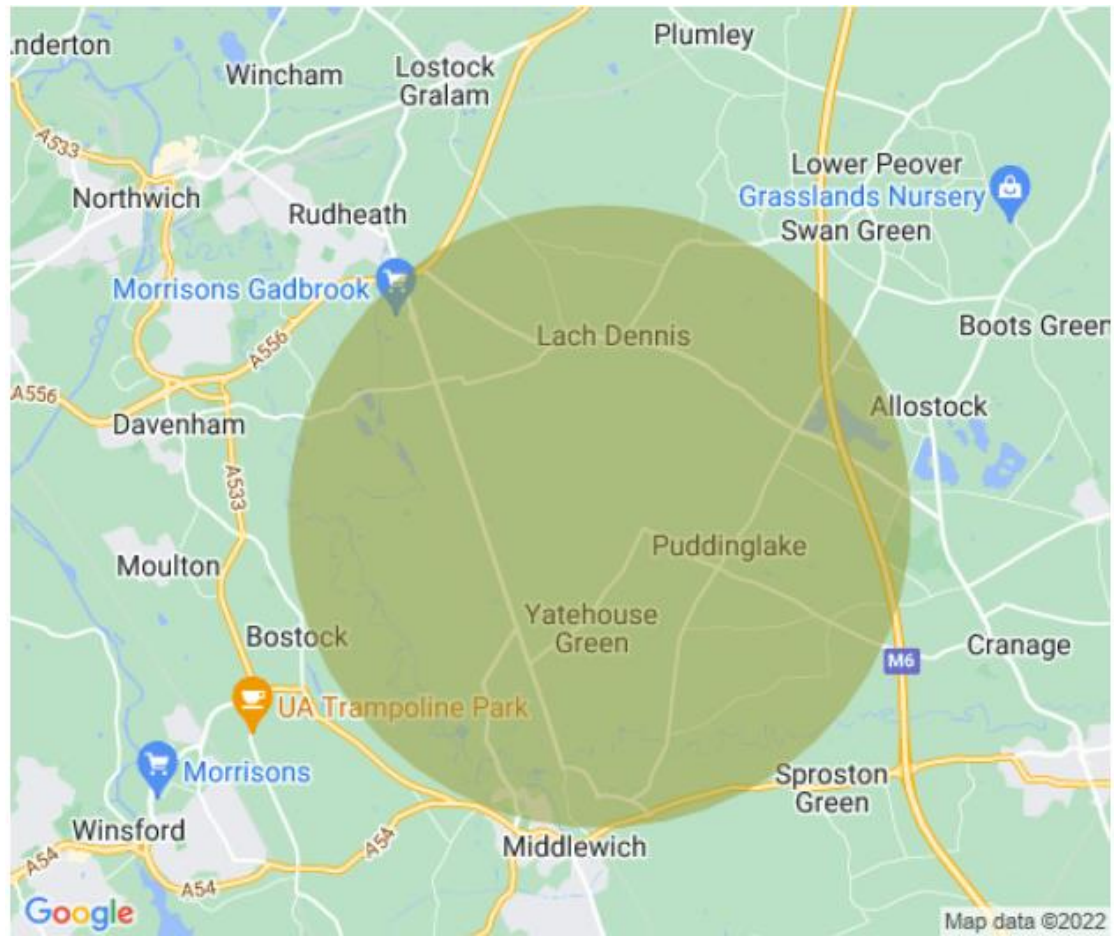 nderton
Wincham
Lostock
Gralam
Plumley
A533
Northwich
Rudheath
Lower Peover
Grasslands Nursery
Swan Green
Morrisons Gadbrook
Lach Dennis
Boots Green
A556
A556
Davenham
Allostock
A533
Moulton
Puddinglake
Yatehouse
Green
Bostock
Cranage
M6
UA Trampoline Park
Morrisons
Sproston
Green
Winsford
Middlewich
A54
A54
A54
Google
Map data ©2022